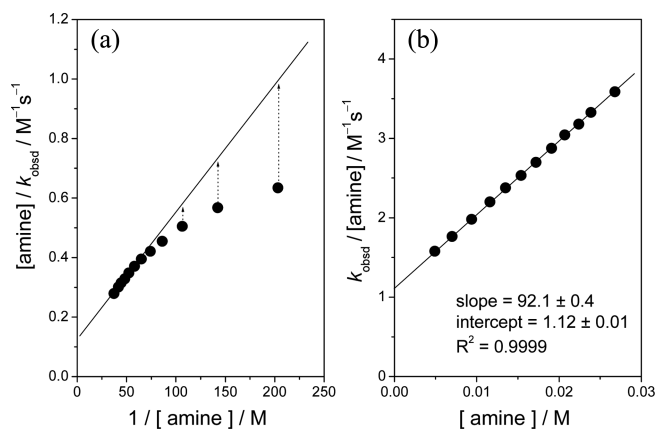 (a)
1.2
1.0
0.8
0.6
0.4
0.2
0.0
[amine] / k_obsd / M⁻¹s⁻¹
0 50 100 150 200 250
1 / [ amine ] / M
(b)
4
3
2
1
0
k_obsd / [amine] / M⁻¹s⁻¹
slope = 92.1 ± 0.4
intercept = 1.12 ± 0.01
R² = 0.9999
0.00 0.01 0.02 0.03
[ amine ] / M